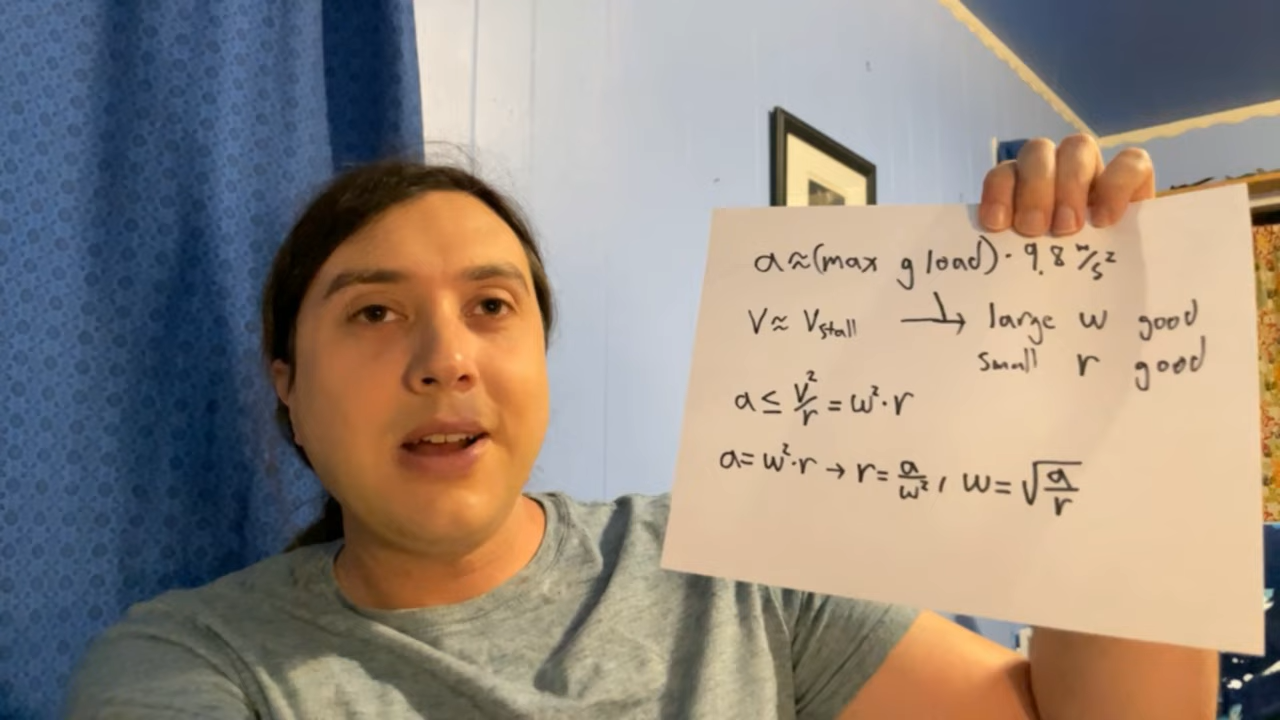 a ≈ (max g load) · 9.8 m/s²
V ≈ Vstall → large w good
small r good
a ≤ V²/r = w² · r
a = w² · r → r = a/w² , w = √(a/r)